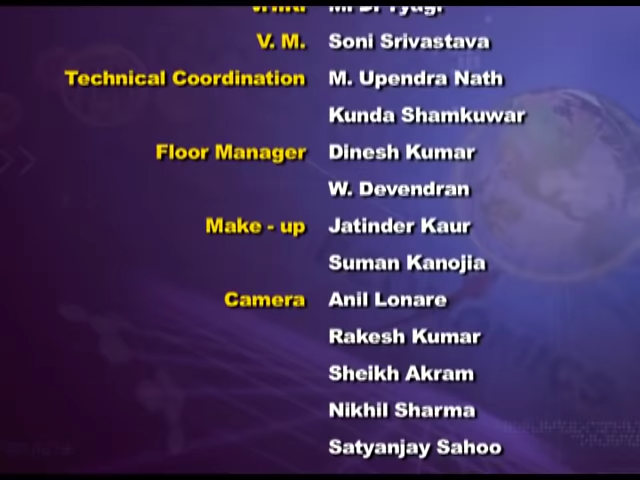 V. M. Soni Srivastava
Technical Coordination M. Upendra Nath
Kunda Shamkuwar
Floor Manager Dinesh Kumar
W. Devendran
Make - up Jatinder Kaur
Suman Kanojia
Camera Anil Lonare
Rakesh Kumar
Sheikh Akram
Nikhil Sharma
Satyanjay Sahoo